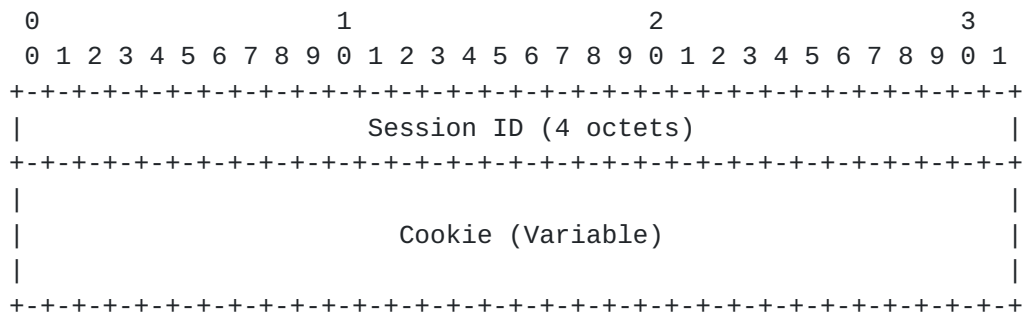 0                   1                   2                   3
 0 1 2 3 4 5 6 7 8 9 0 1 2 3 4 5 6 7 8 9 0 1 2 3 4 5 6 7 8 9 0 1
+-+-+-+-+-+-+-+-+-+-+-+-+-+-+-+-+-+-+-+-+-+-+-+-+-+-+-+-+-+-+-+-+
|                      Session ID (4 octets)                    |
+-+-+-+-+-+-+-+-+-+-+-+-+-+-+-+-+-+-+-+-+-+-+-+-+-+-+-+-+-+-+-+-+
|                                                               |
|                        Cookie (Variable)                      |
|                                                               |
+-+-+-+-+-+-+-+-+-+-+-+-+-+-+-+-+-+-+-+-+-+-+-+-+-+-+-+-+-+-+-+-+